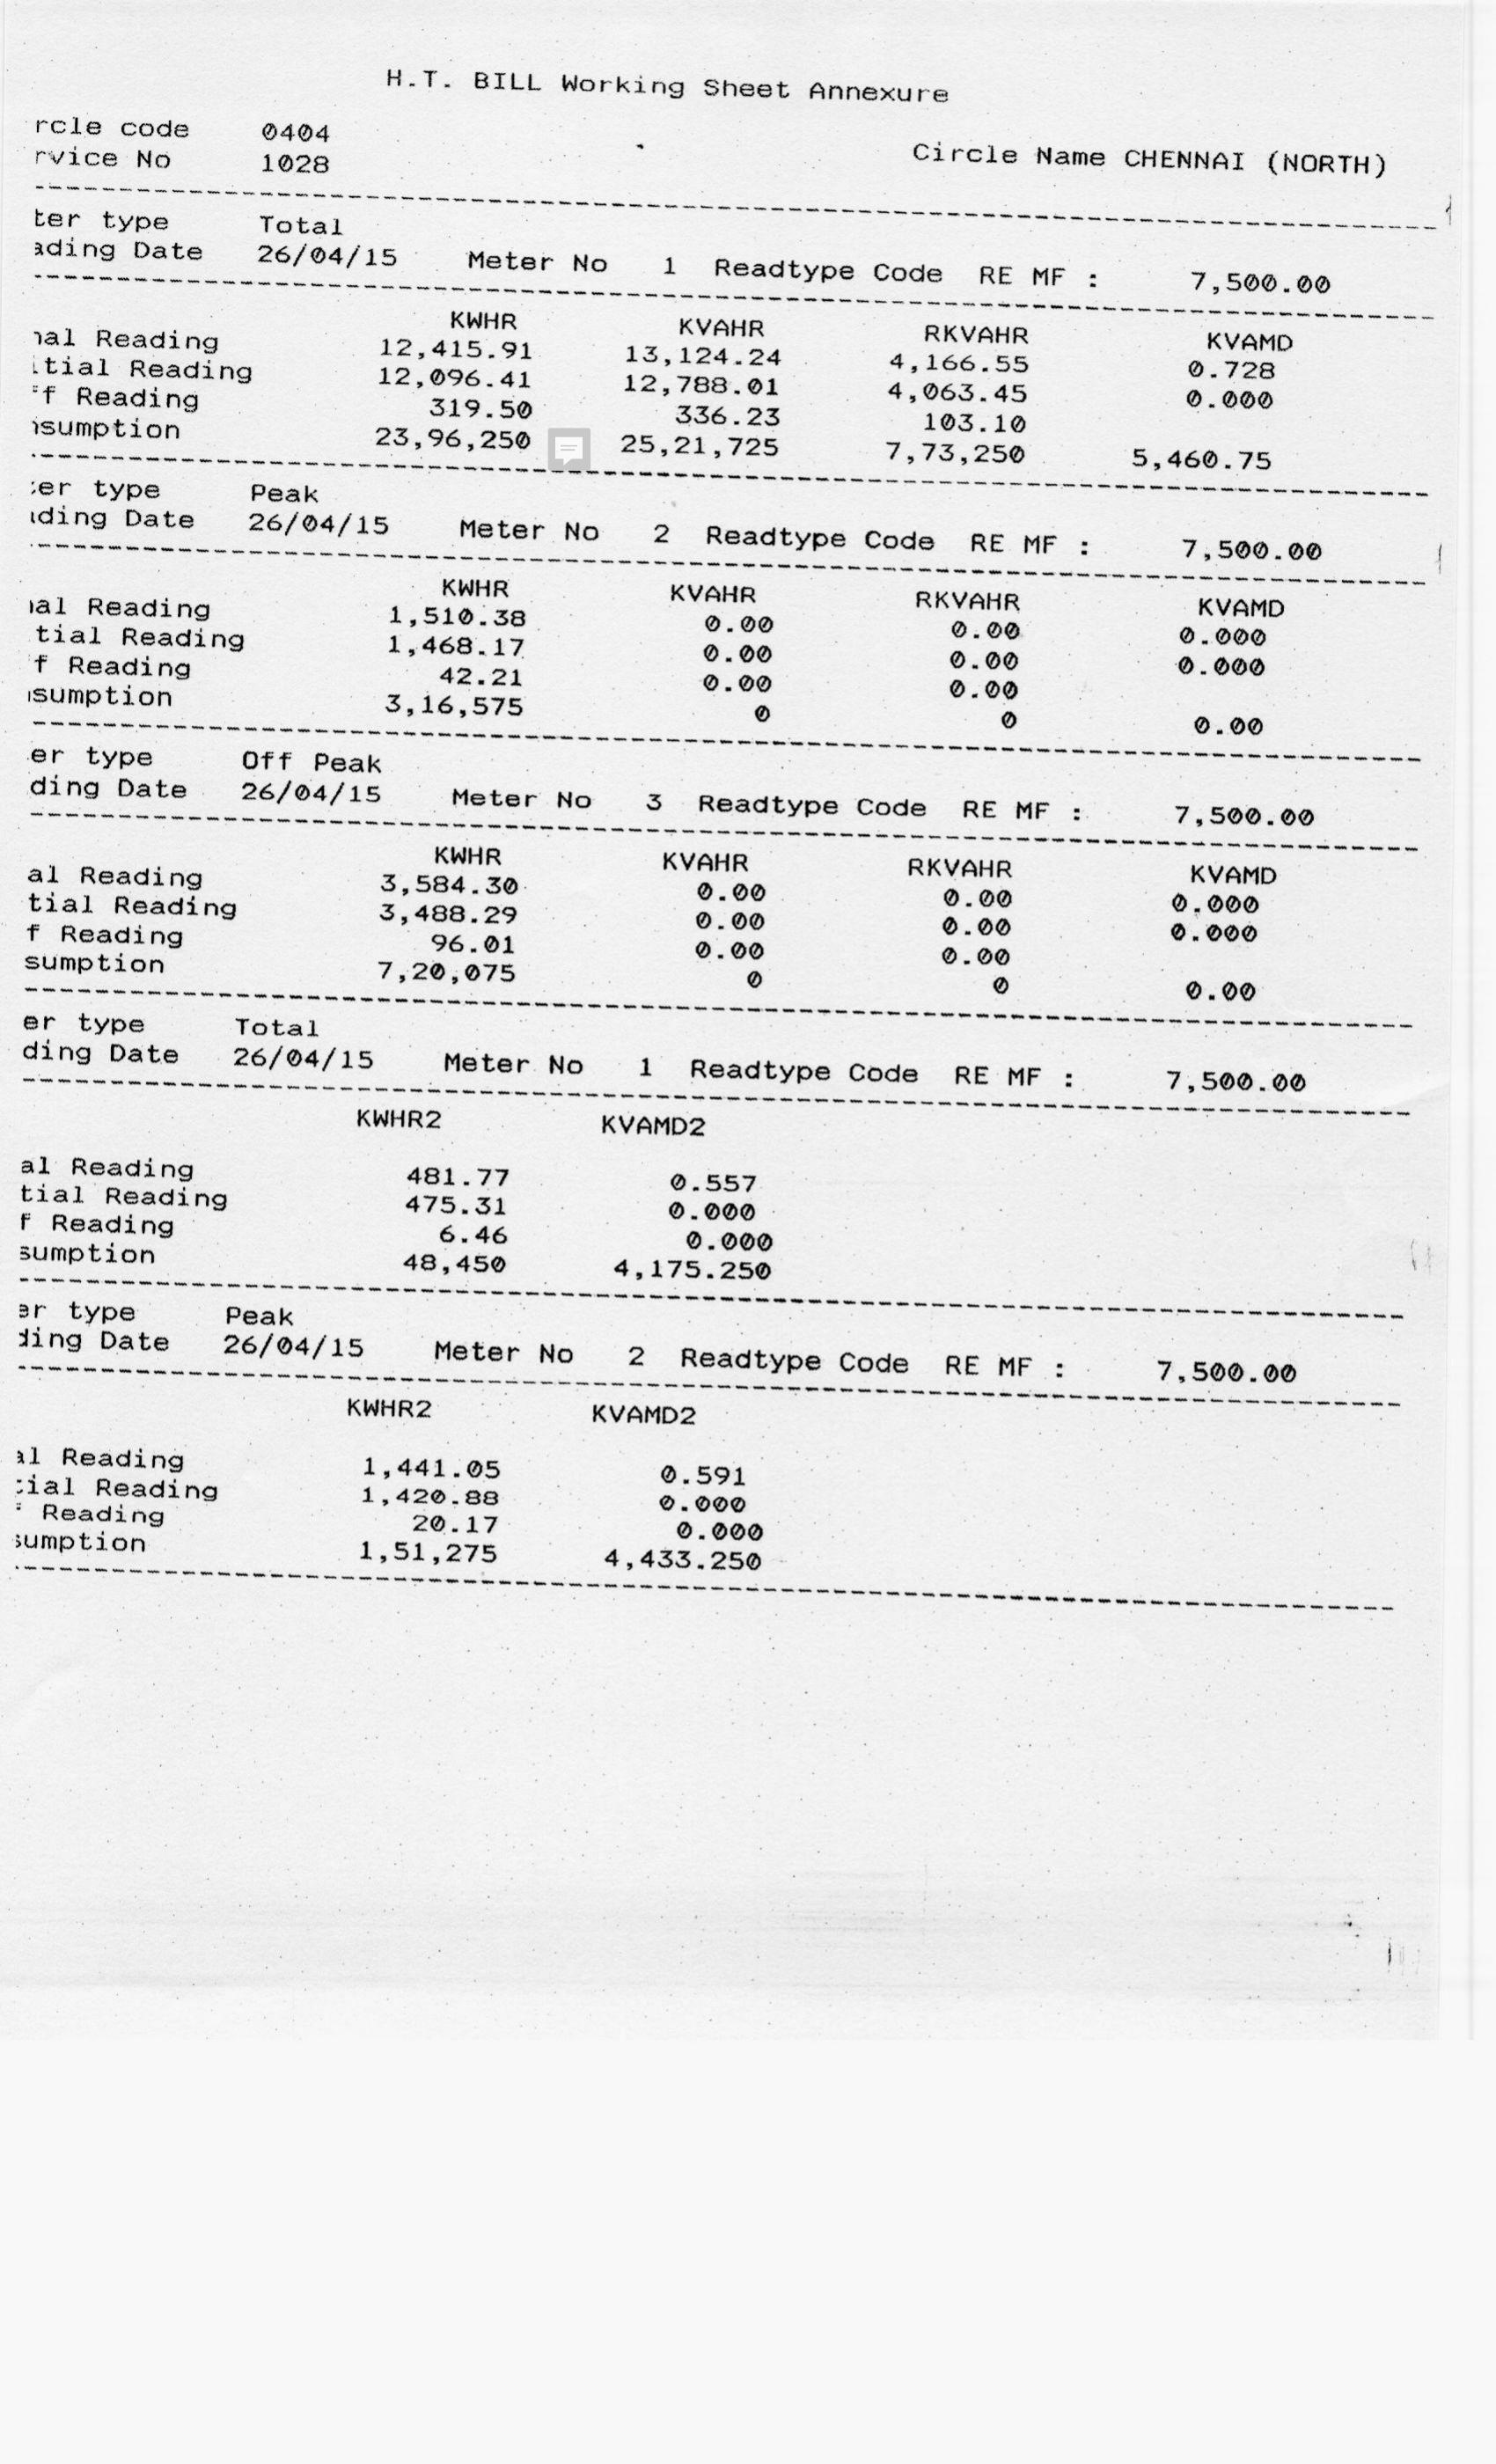 H.T. BILL Working Sheet Annexure
rcle code 0404
rvice No 1028 Circle Name CHENNAI (NORTH)
ter type Total
ading Date 26/04/15 Meter No 1 Readtype Code RE MF : 7,500.00
KWHR KVAHR RKVAHR KVAMD
nal Reading 12,415.91 13,124.24 4,166.55 0.728
itial Reading 12,096.41 12,788.01 4,063.45 0.000
ff Reading 319.50 336.23 103.10
nsumption 23,96,250 25,21,725 7,73,250 5,460.75
ter type Peak
ading Date 26/04/15 Meter No 2 Readtype Code RE MF : 7,500.00
KWHR KVAHR RKVAHR KVAMD
nal Reading 1,510.38 0.00 0.00 0.000
tial Reading 1,468.17 0.00 0.00 0.000
f Reading 42.21 0.00 0.00
nsumption 3,16,575 0 0 0.00
er type Off Peak
ding Date 26/04/15 Meter No 3 Readtype Code RE MF : 7,500.00
KWHR KVAHR RKVAHR KVAMD
al Reading 3,584.30 0.00 0.00 0.000
tial Reading 3,488.29 0.00 0.00 0.000
f Reading 96.01 0.00 0.00
sumption 7,20,075 0 0 0.00
er type Total
ding Date 26/04/15 Meter No 1 Readtype Code RE MF : 7,500.00
KWHR2 KVAMD2
al Reading 481.77 0.557
tial Reading 475.31 0.000
f Reading 6.46 0.000
sumption 48,450 4,175.250
er type Peak
ding Date 26/04/15 Meter No 2 Readtype Code RE MF : 7,500.00
KWHR2 KVAMD2
al Reading 1,441.05 0.591
tial Reading 1,420.88 0.000
f Reading 20.17 0.000
sumption 1,51,275 4,433.250